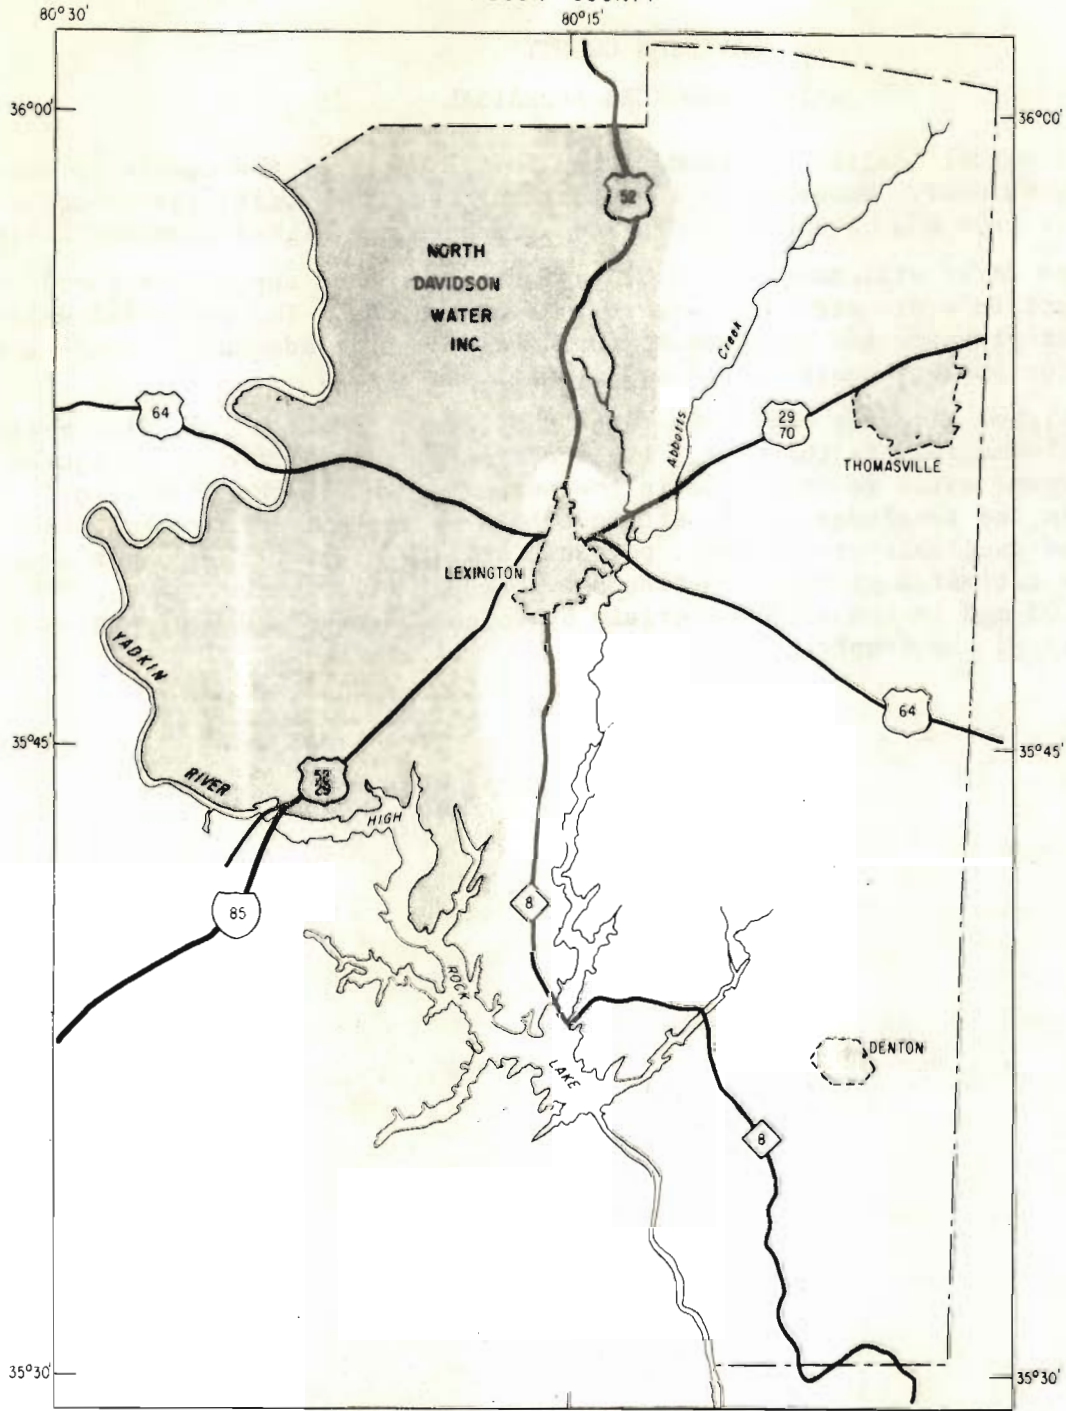 80°30'
80°15'
36°00'
36°00'
52
NORTH
DAVIDSON
WATER
INC.
Creek
Abbotts
64
29
70
THOMASVILLE
LEXINGTON
YADKIN
RIVER
64
35°45'
35°45'
52
29
HIGH
85
8
ROCK
LAKE
DENTON
8
35°30'
35°30'